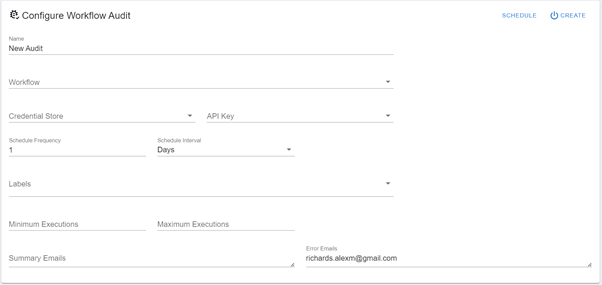 Configure Workflow Audit
SCHEDULE
CREATE
Name
New Audit
Workflow
Credential Store
API Key
Schedule Frequency
Schedule Interval
1
Days
Labels
Minimum Executions
Maximum Executions
Error Emails
Summary Emails
richards.alexm@gmail.com